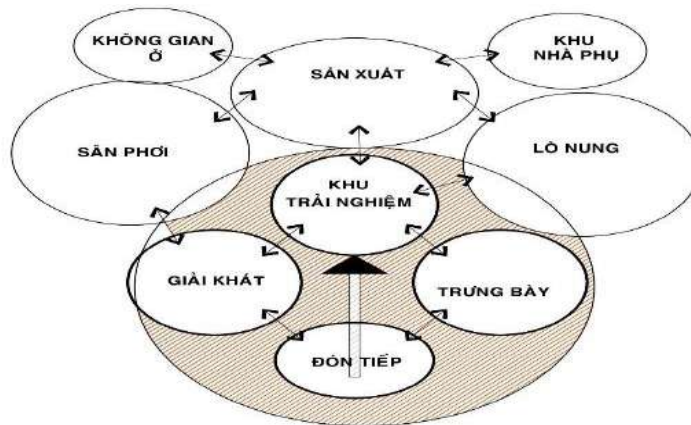 KHÔNG GIAN
Ở
SẢN XUẤT
KHU
NHÀ PHỤ
SÂN PHƠI
LÒ NUNG
KHU
TRẢI NGHIỆM
GIẢI KHÁT
TRƯNG BÀY
ĐÓN TIẾP